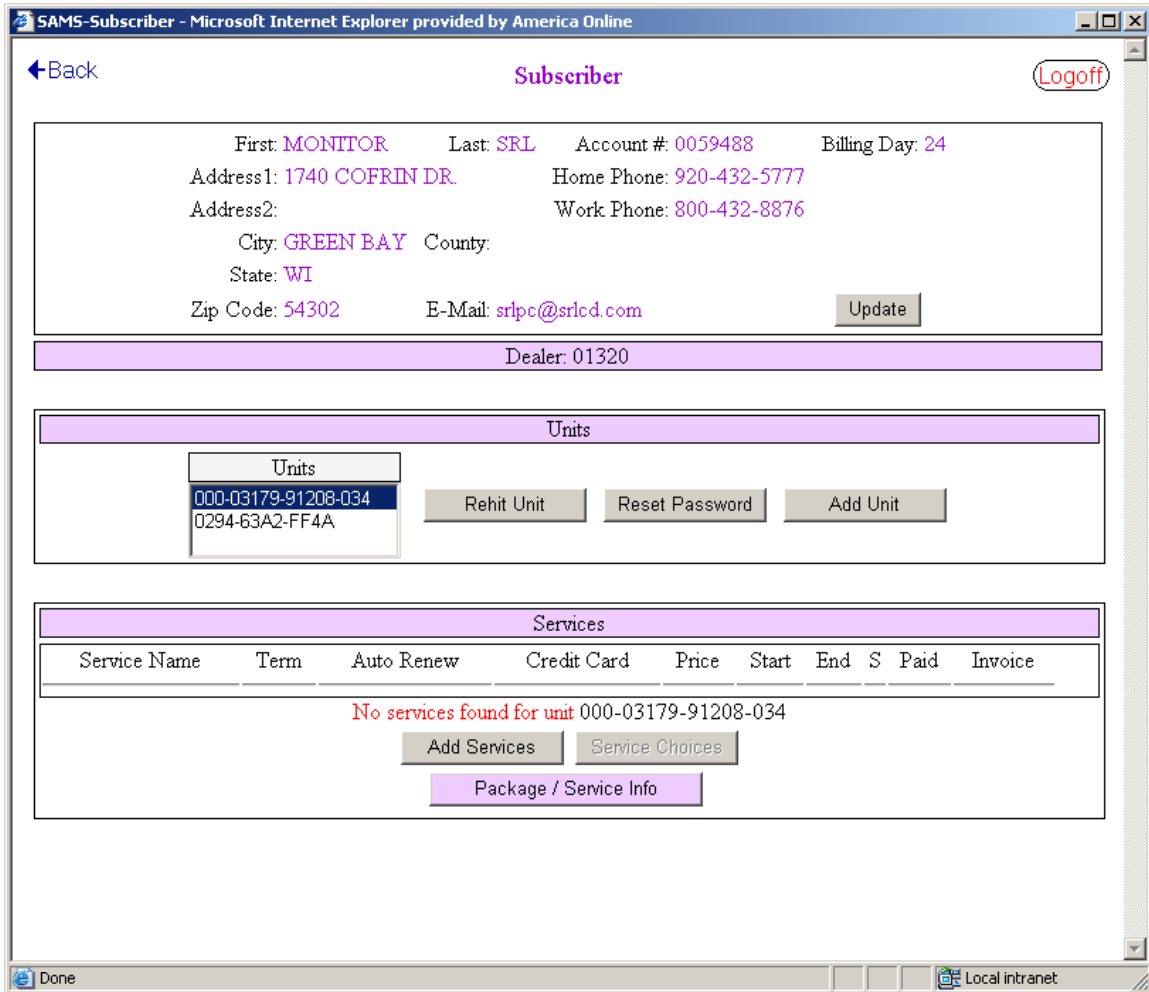 SAMS-Subscriber - Microsoft Internet Explorer provided by America Online
Back
Subscriber
Logoff
First: MONITOR Last: SRL Account #: 0059488 Billing Day: 24
Address1: 1740 COFRIN DR. Home Phone: 920-432-5777
Address2: Work Phone: 800-432-8876
City: GREEN BAY County:
State: WI
Zip Code: 54302 E-Mail: srlpc@srlcd.com Update
Dealer: 01320
Units
Units
000-03179-91208-034
0294-63A2-FF4A
Rehit Unit Reset Password Add Unit
Services
Service Name Term Auto Renew Credit Card Price Start End S Paid Invoice
No services found for unit 000-03179-91208-034
Add Services Service Choices
Package / Service Info
Done Local intranet